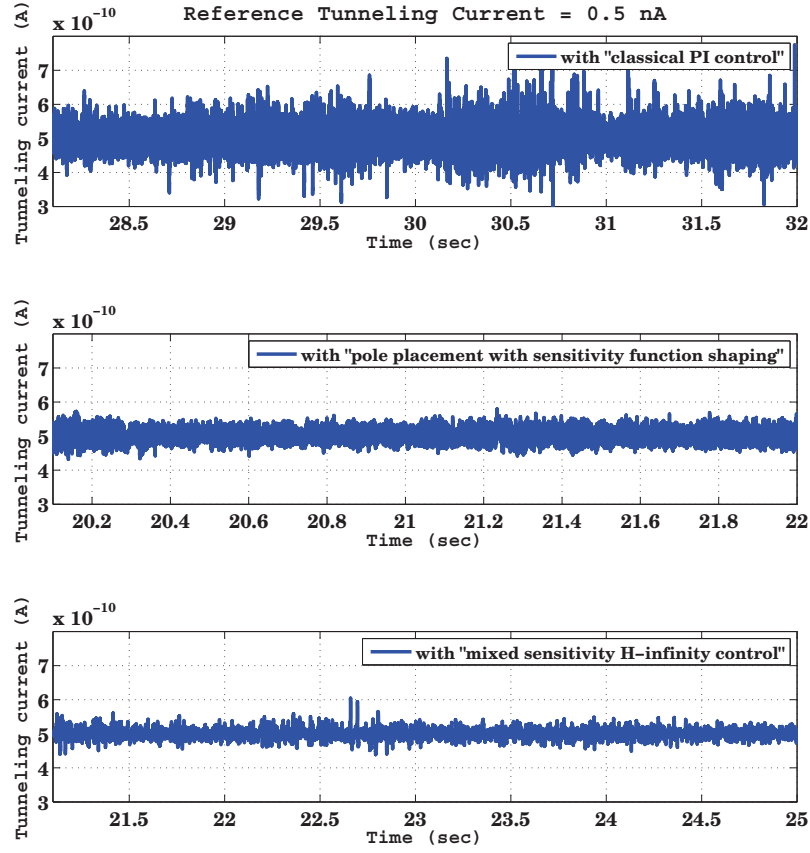 Reference Tunneling Current = 0.5 nA
x 10⁻¹⁰
with "classical PI control"
Tunneling current (A)
7
6
5
4
3
28.5 29 29.5 30 30.5 31 31.5 32
Time (sec)
x 10⁻¹⁰
with "pole placement with sensitivity function shaping"
Tunneling current (A)
7
6
5
4
3
20.2 20.4 20.6 20.8 21 21.2 21.4 21.6 21.8 22
Time (sec)
x 10⁻¹⁰
with "mixed sensitivity H-infinity control"
Tunneling current (A)
7
6
5
4
3
21.5 22 22.5 23 23.5 24 24.5 25
Time (sec)